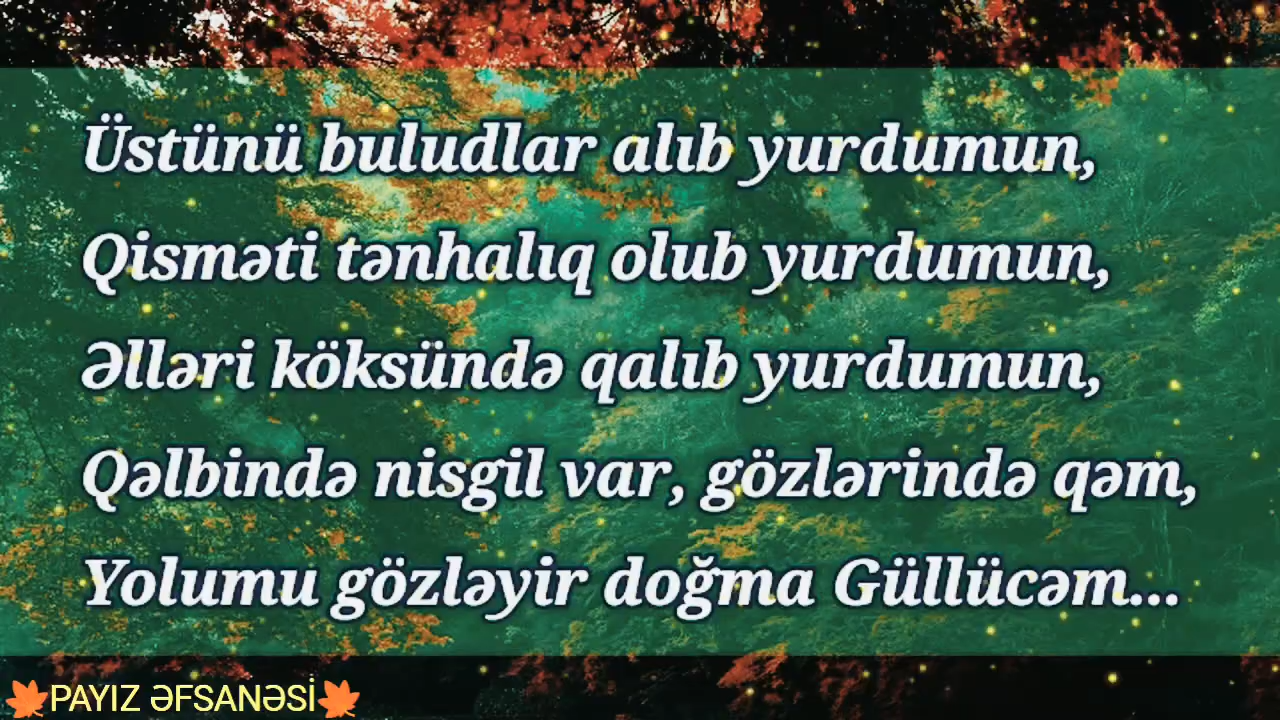 Üstünü buludlar alıb yurdumun,
Qisməti tənhalıq olub yurdumun,
Əlləri köksündə qalıb yurdumun,
Qəlbində nisgil var, gözlərində qəm,
Yolumu gözləyir doğma Güllücəm...
🍁PAYIZ ƏFSANƏSİ🍁